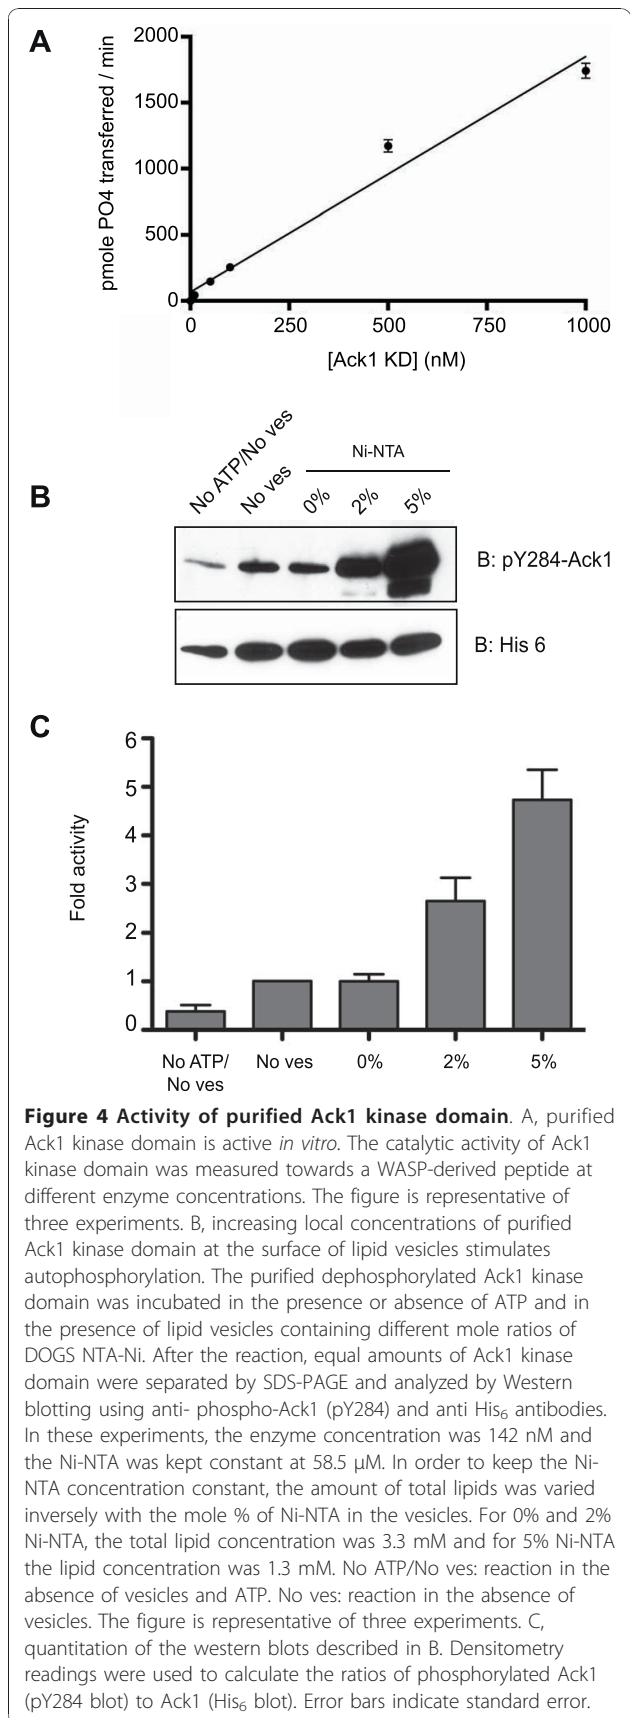 A
pmole PO4 transferred / min
2000
1500
1000
500
0
0 250 500 750 1000
[Ack1 KD] (nM)
B
No ATP/No ves
No ves
Ni-NTA
0%
2%
5%
B: pY284-Ack1
B: His 6
C
Fold activity
6
5
4
3
2
1
0
No ATP/
No ves
No ves
0%
2%
5%
Figure 4 Activity of purified Ack1 kinase domain. A, purified
Ack1 kinase domain is active in vitro. The catalytic activity of Ack1
kinase domain was measured towards a WASP-derived peptide at
different enzyme concentrations. The figure is representative of
three experiments. B, increasing local concentrations of purified
Ack1 kinase domain at the surface of lipid vesicles stimulates
autophosphorylation. The purified dephosphorylated Ack1 kinase
domain was incubated in the presence or absence of ATP and in
the presence of lipid vesicles containing different mole ratios of
DOGS NTA-Ni. After the reaction, equal amounts of Ack1 kinase
domain were separated by SDS-PAGE and analyzed by Western
blotting using anti- phospho-Ack1 (pY284) and anti His₆ antibodies.
In these experiments, the enzyme concentration was 142 nM and
the Ni-NTA was kept constant at 58.5 μM. In order to keep the Ni-
NTA concentration constant, the amount of total lipids was varied
inversely with the mole % of Ni-NTA in the vesicles. For 0% and 2%
Ni-NTA, the total lipid concentration was 3.3 mM and for 5% Ni-NTA
the lipid concentration was 1.3 mM. No ATP/No ves: reaction in the
absence of vesicles and ATP. No ves: reaction in the absence of
vesicles. The figure is representative of three experiments. C,
quantitation of the western blots described in B. Densitometry
readings were used to calculate the ratios of phosphorylated Ack1
(pY284 blot) to Ack1 (His₆ blot). Error bars indicate standard error.